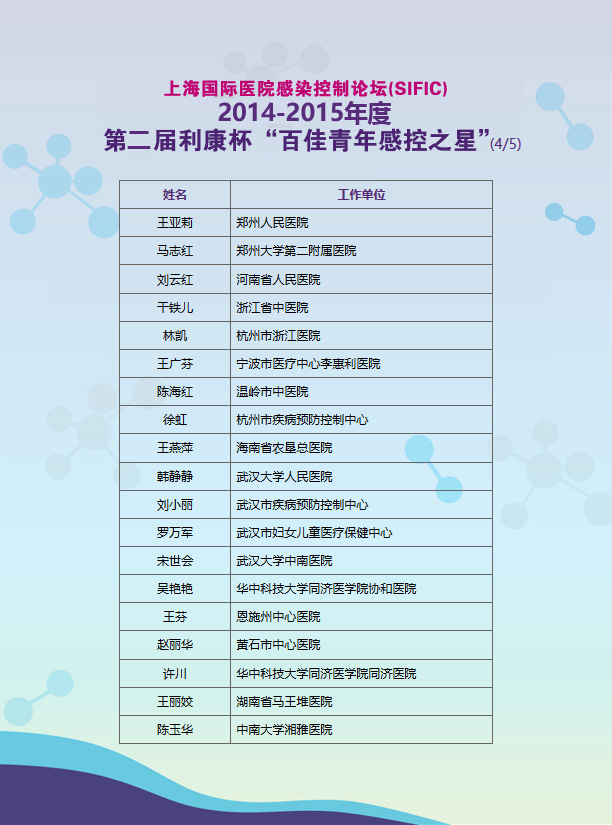 上海国际医院感染控制论坛(SIFIC)
2014-2015年度
第二届利康杯“百佳青年感控之星”(4/5)
姓名 工作单位
王亚莉 郑州人民医院
马志红 郑州大学第二附属医院
刘云红 河南省人民医院
干铁儿 浙江省中医院
林凯 杭州市浙江医院
王广芬 宁波市医疗中心李惠利医院
陈海红 温岭市中医院
徐虹 杭州市疾病预防控制中心
王燕萍 海南省农垦总医院
韩静静 武汉大学人民医院
刘小丽 武汉市疾病预防控制中心
罗万军 武汉市妇女儿童医疗保健中心
宋世会 武汉大学中南医院
吴艳艳 华中科技大学同济医学院协和医院
王芬 恩施州中心医院
赵丽华 黄石市中心医院
许川 华中科技大学同济医学院同济医院
王丽姣 湖南省马王堆医院
陈玉华 中南大学湘雅医院